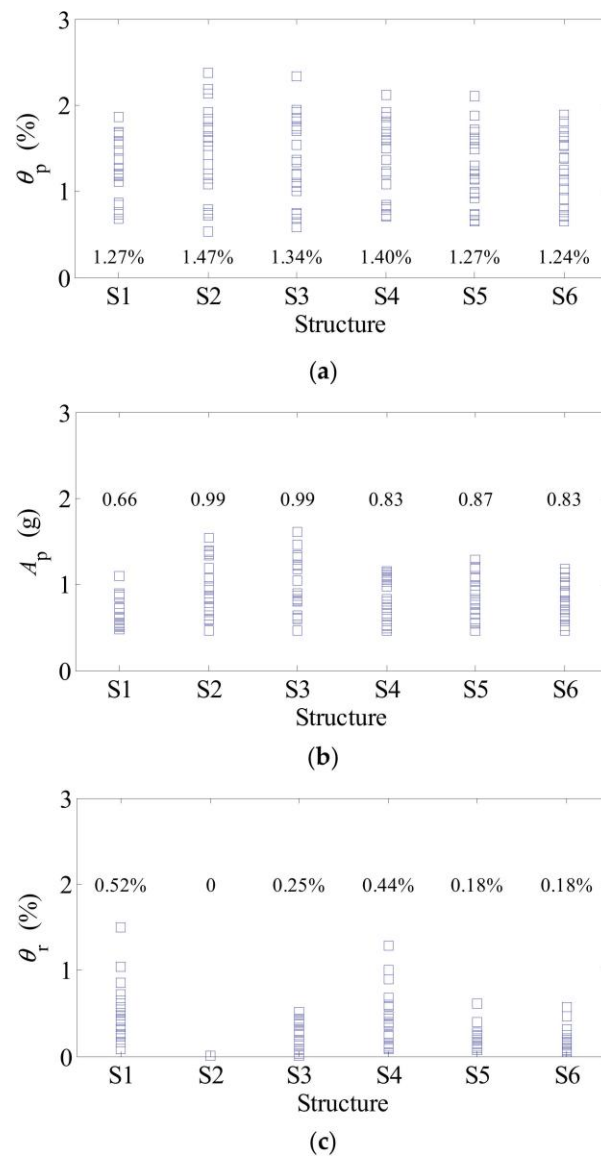 3
2
θp (%)
1
0
1.27% 1.47% 1.34% 1.40% 1.27% 1.24%
S1 S2 S3 S4 S5 S6
Structure
(a)
3
2
Ap (g)
1
0
0.66 0.99 0.99 0.83 0.87 0.83
S1 S2 S3 S4 S5 S6
Structure
(b)
3
2
θr (%)
1
0
0.52% 0 0.25% 0.44% 0.18% 0.18%
S1 S2 S3 S4 S5 S6
Structure
(c)